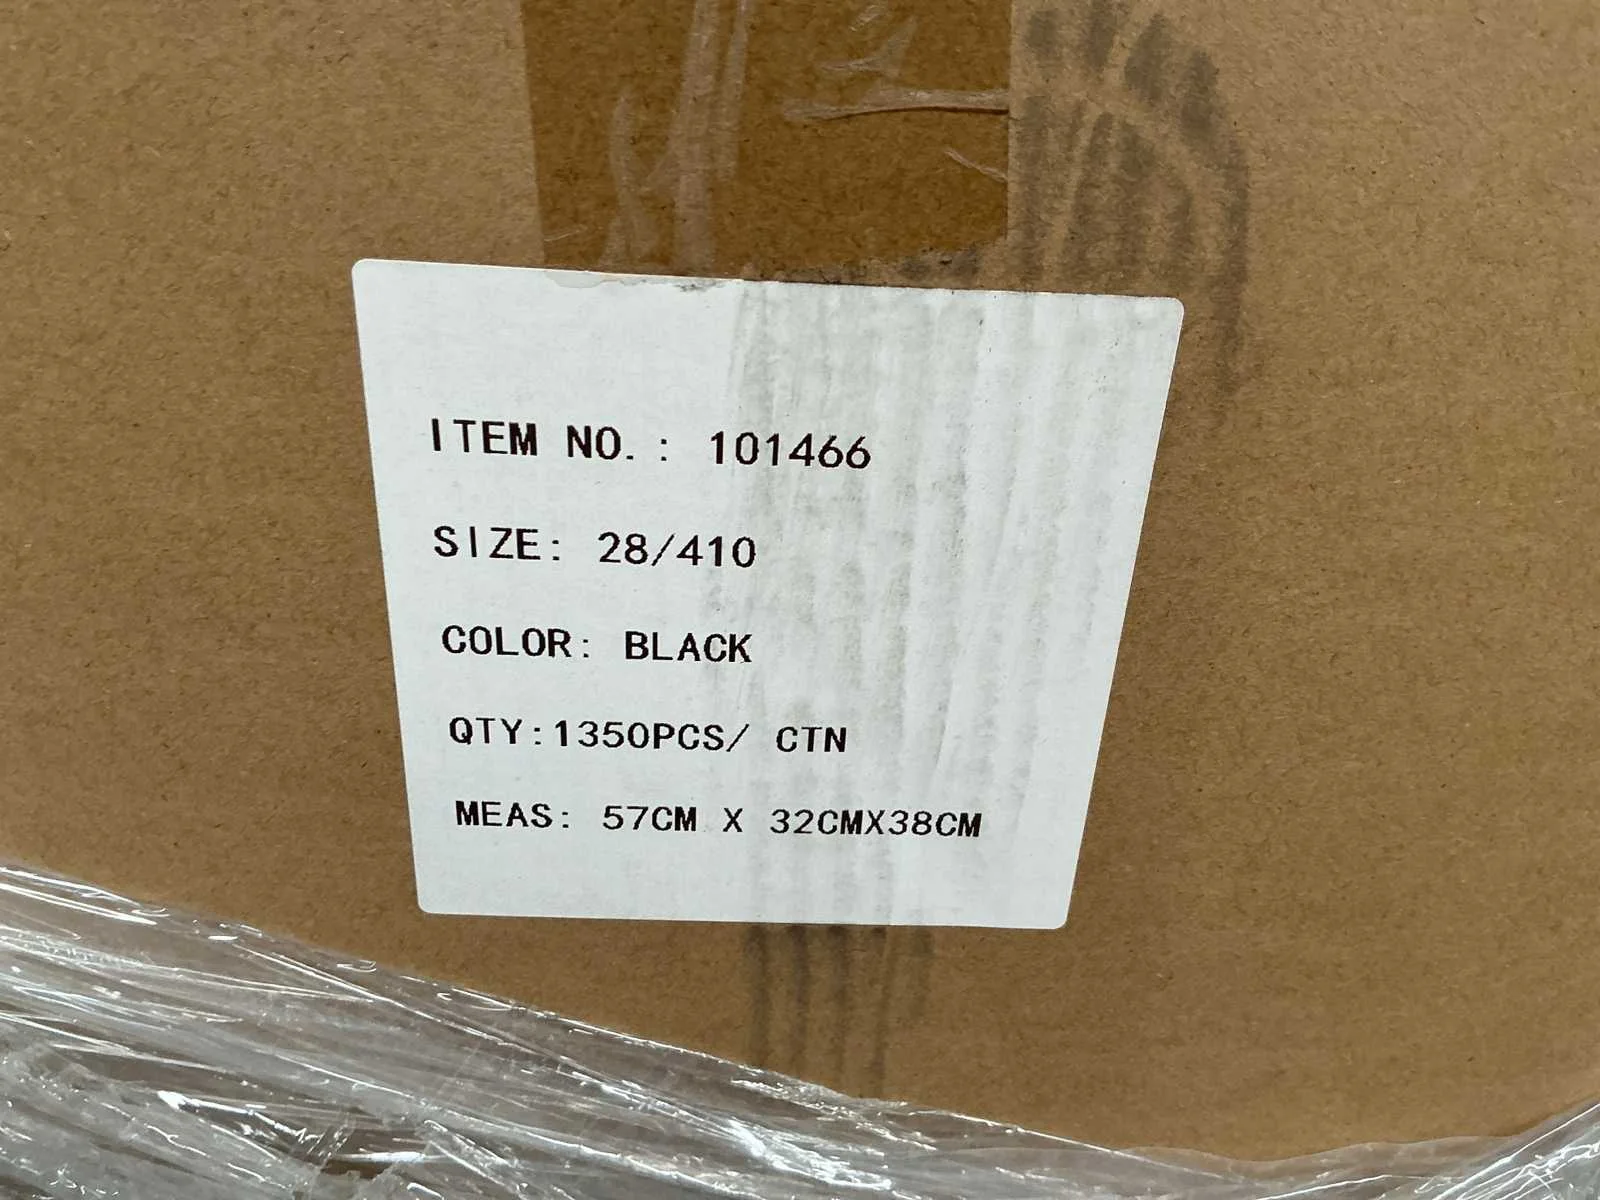 ITEM NO.: 101466
SIZE: 28/410
COLOR: BLACK
QTY:1350PCS/ CTN
MEAS: 57CM X 32CMX38CM